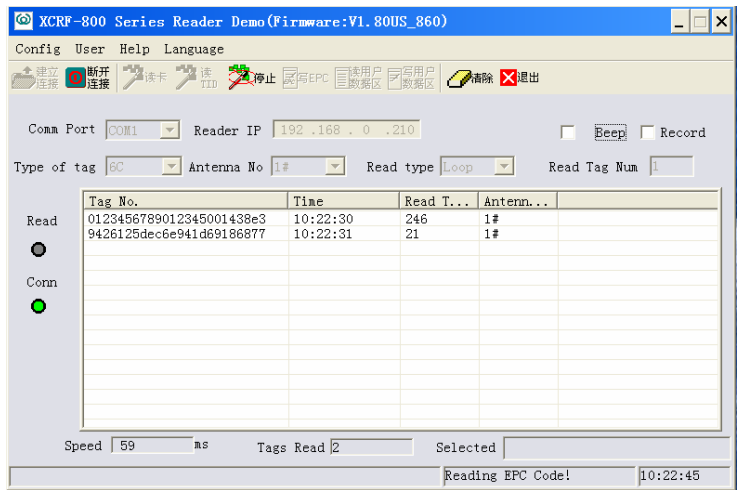 XCRF-800 Series Reader Demo(Firmware:V1.80US_860)
Config User Help Language
建立连接 断开连接 读卡 读TID 停止 写EPC 读用户数据区 写用户数据区 清除 退出
Comm Port COM1 Reader IP 192 .168 . 0 .210 Beep Record
Type of tag 6C Antenna No 1# Read type Loop Read Tag Num 1
Tag No. Time Read T... Antenn...
Read 0123456789012345001438e3 10:22:30 246 1#
9426125dec6e941d69186877 10:22:31 21 1#
Conn
Speed 59 ms Tags Read 2 Selected
Reading EPC Code! 10:22:45